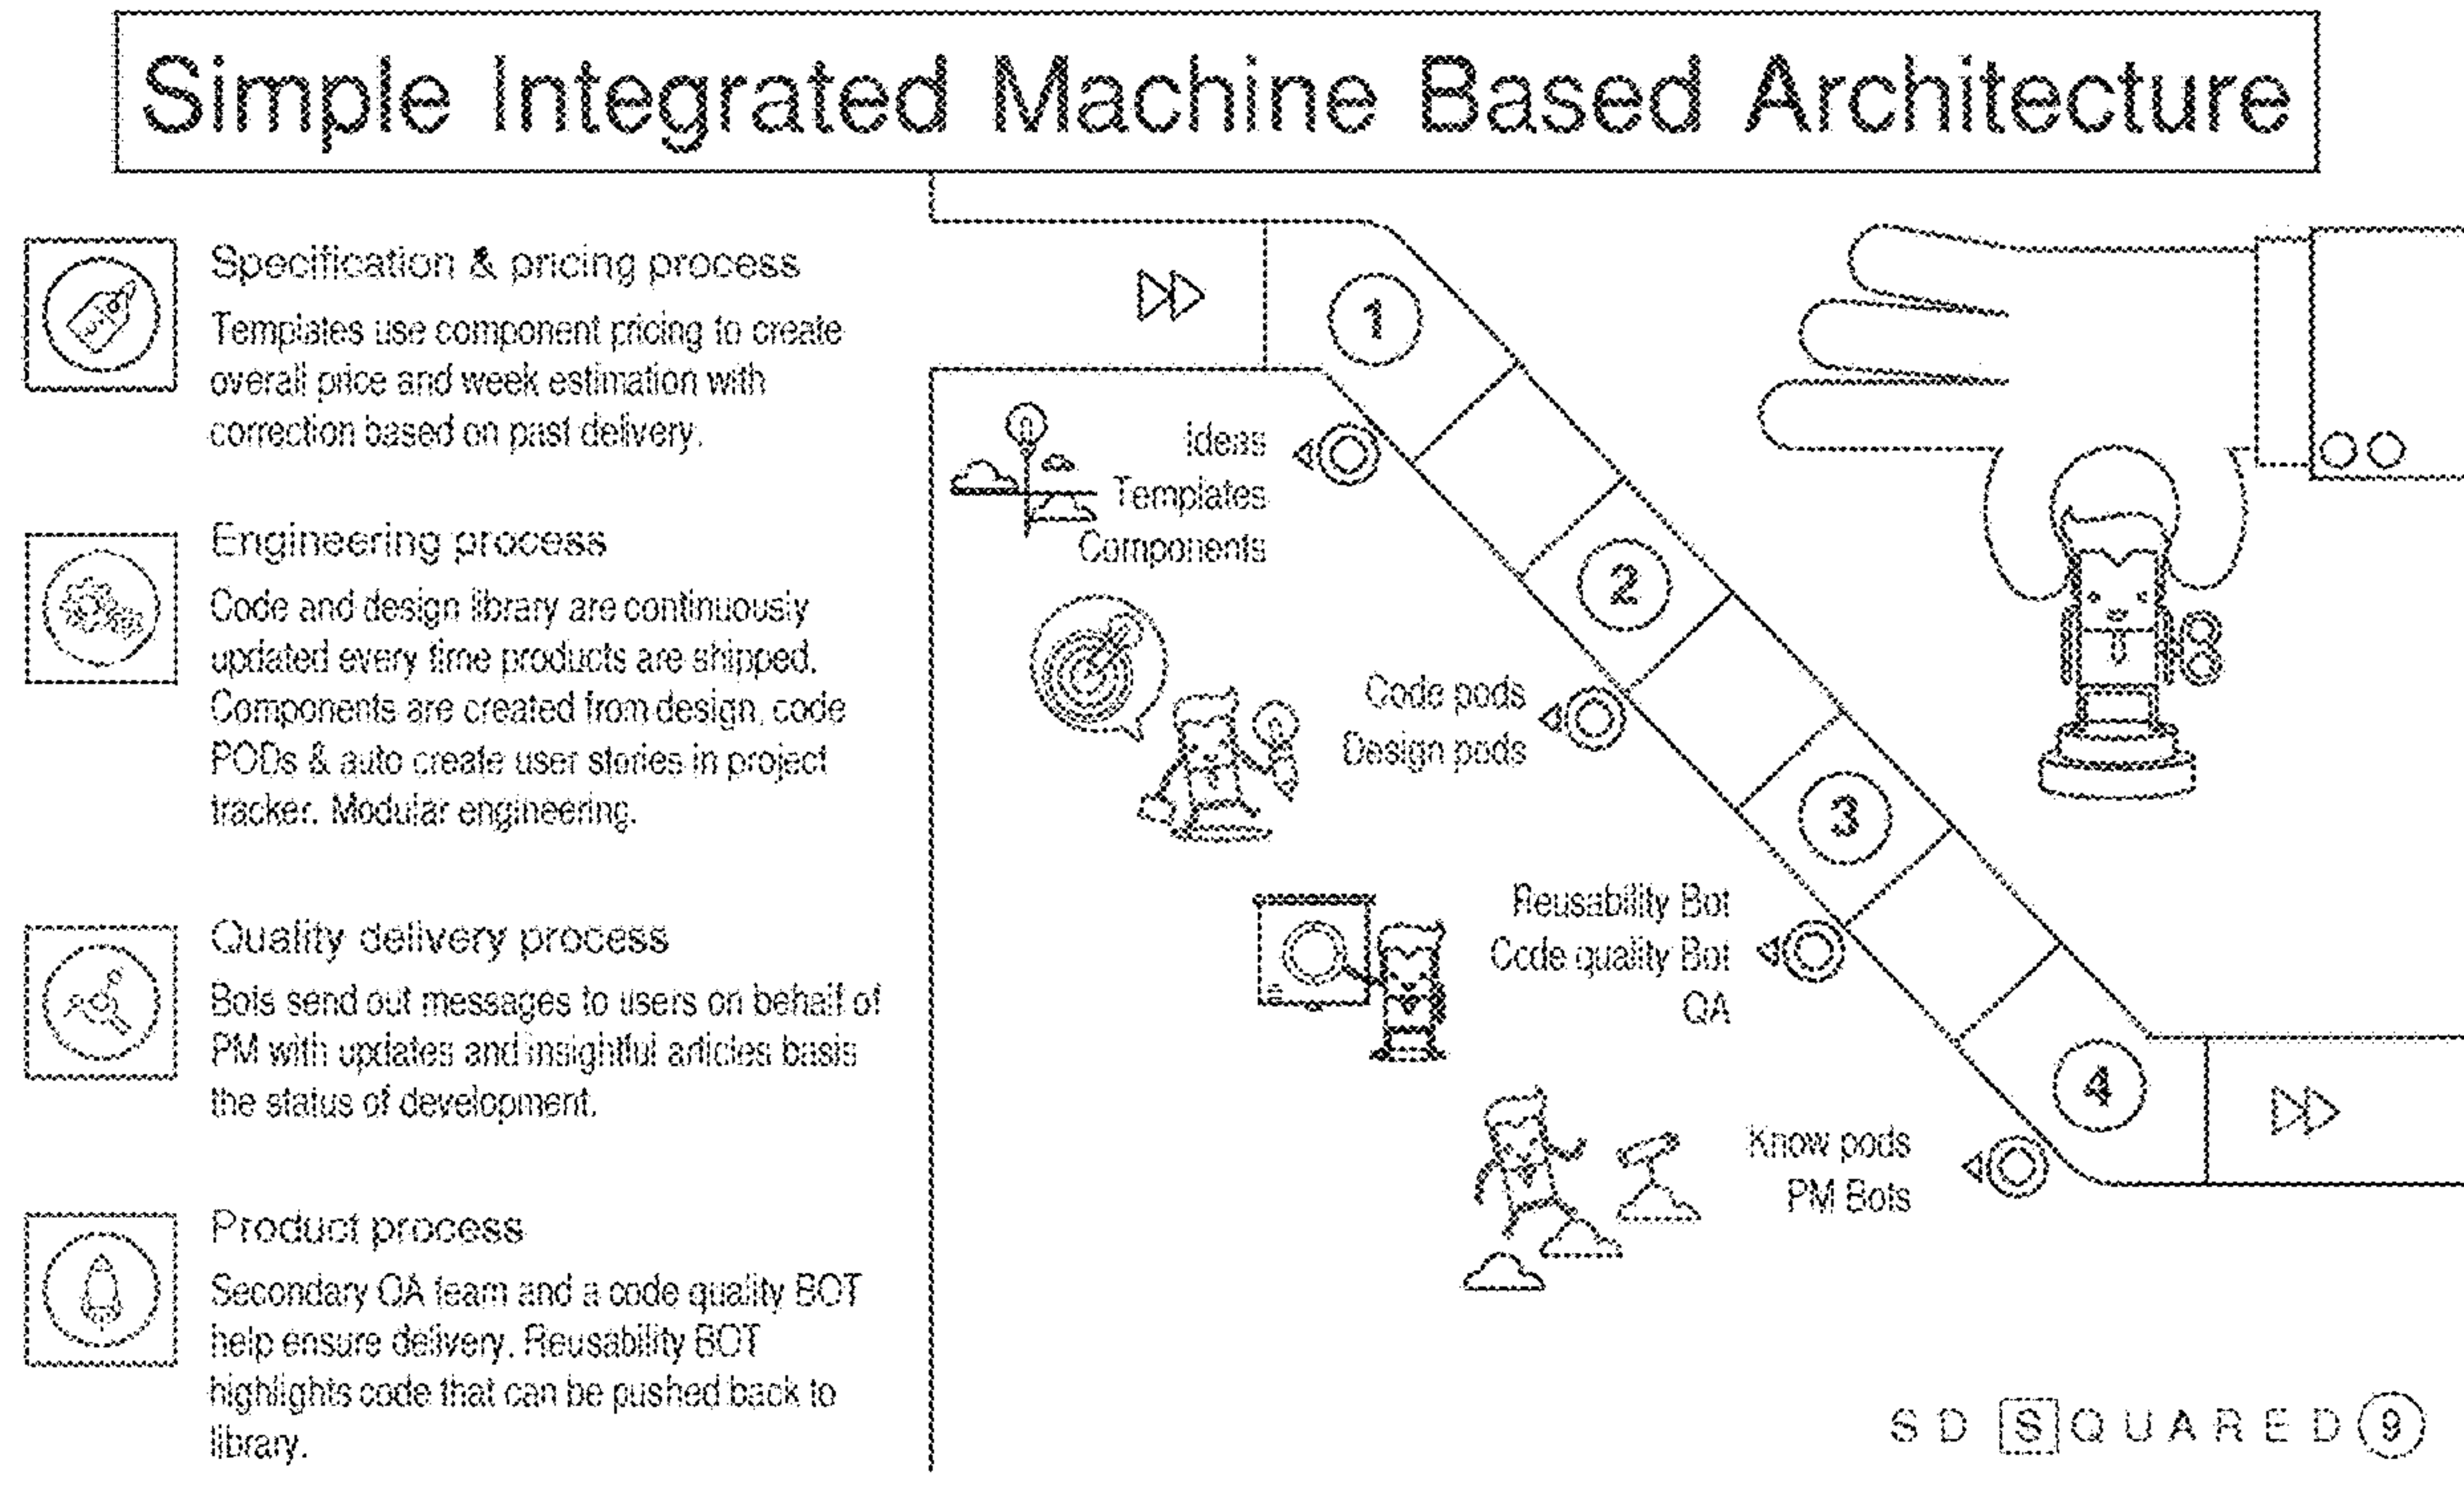 Simple Integrated Machine Based Architecture
Specification & pricing process
Templates use component pricing to create
overall price and week estimation with
correction based on past delivery.
Engineering process
Code and design library are continuously
updated every time products are shipped.
Components are created from design, code
PODs & auto create user stories in project
tracker. Modular engineering.
Quality delivery process
Bots send out messages to users on behalf of
PM with updates and insightful articles basis
the status of development.
Product process
Secondary QA team and a code quality BOT
help ensure delivery. Reusability BOT
highlights code that can be pushed back to
library.
1
Ideas
Templates
Components
2
Code pods
Design pods
3
Reusability Bot
Code quality Bot
QA
4
Know pods
PM Bots
SD SQUARED 9